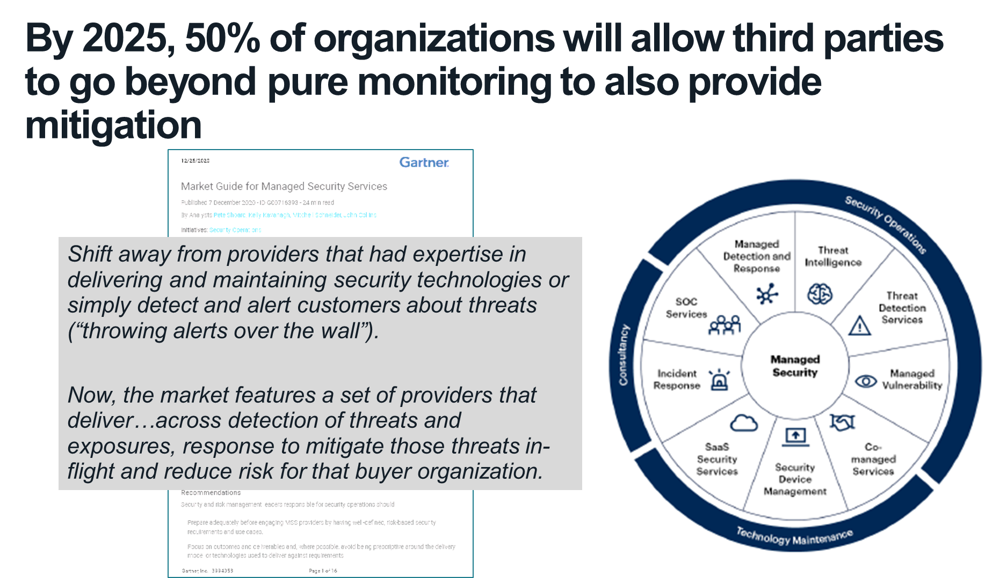 By 2025, 50% of organizations will allow third parties
to go beyond pure monitoring to also provide
mitigation
12/25/2020
Gartner
Market Guide for Managed Security Services
Published 7 December 2020 - ID G00716393 - 24 min read
By Analysts Pete Shoard, Kelly Kavanagh, Mitchell Schneider, John Collins
Initiatives: Security Operations
Shift away from providers that had expertise in
delivering and maintaining security technologies or
simply detect and alert customers about threats
(“throwing alerts over the wall”).
Now, the market features a set of providers that
deliver…across detection of threats and
exposures, response to mitigate those threats in-
flight and reduce risk for that buyer organization.
Recommendations
Security and risk management leaders responsible for security operations should
Prepare adequately before engaging MSS providers by having well-defined, risk-based security
requirements and use cases.
Focus on outcomes and deliverables and, where possible, avoid being prescriptive around the delivery
model or technologies used to deliver against requirements
Gartner, Inc. 3994058
Page 1 of 16
Security Operations
Managed
Detection and
Response
Threat
Intelligence
Threat
Detection
Services
Managed
Vulnerability
Co-
managed
Services
Security
Device
Management
SaaS
Security
Services
Incident
Response
SOC
Services
Managed
Security
Consultancy
Technology Maintenance